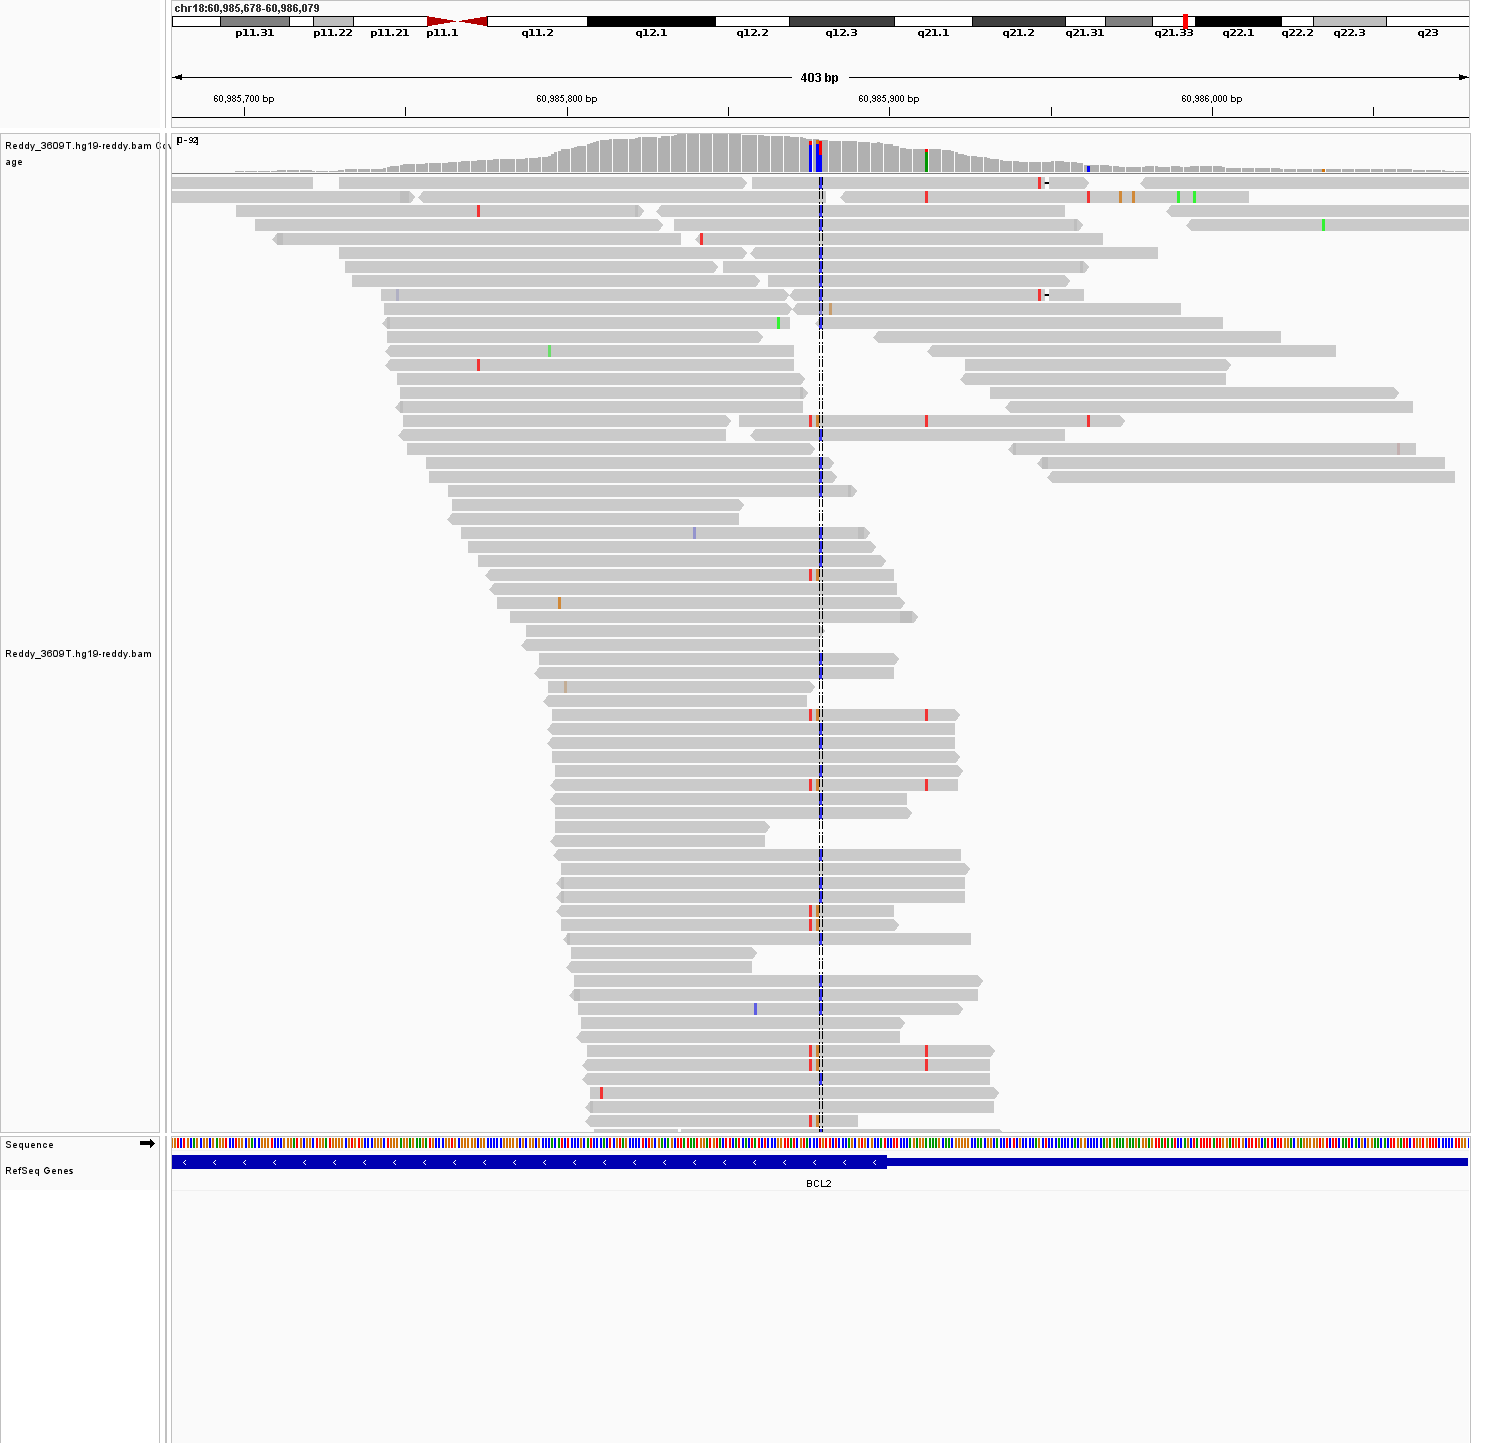 chr18:60,985,678-60,986,079
p11.31 p11.22 p11.21 p11.1 q11.2 q12.1 q12.2 q12.3 q21.1 q21.2 q21.31 q21.33 q22.1 q22.2 q22.3 q23
403 bp
60,985,700 bp 60,985,800 bp 60,985,900 bp 60,986,000 bp
Reddy_3609T.hg19-reddy.bam Cov
age
[0-92]
Reddy_3609T.hg19-reddy.bam
Sequence
RefSeq Genes
BCL2